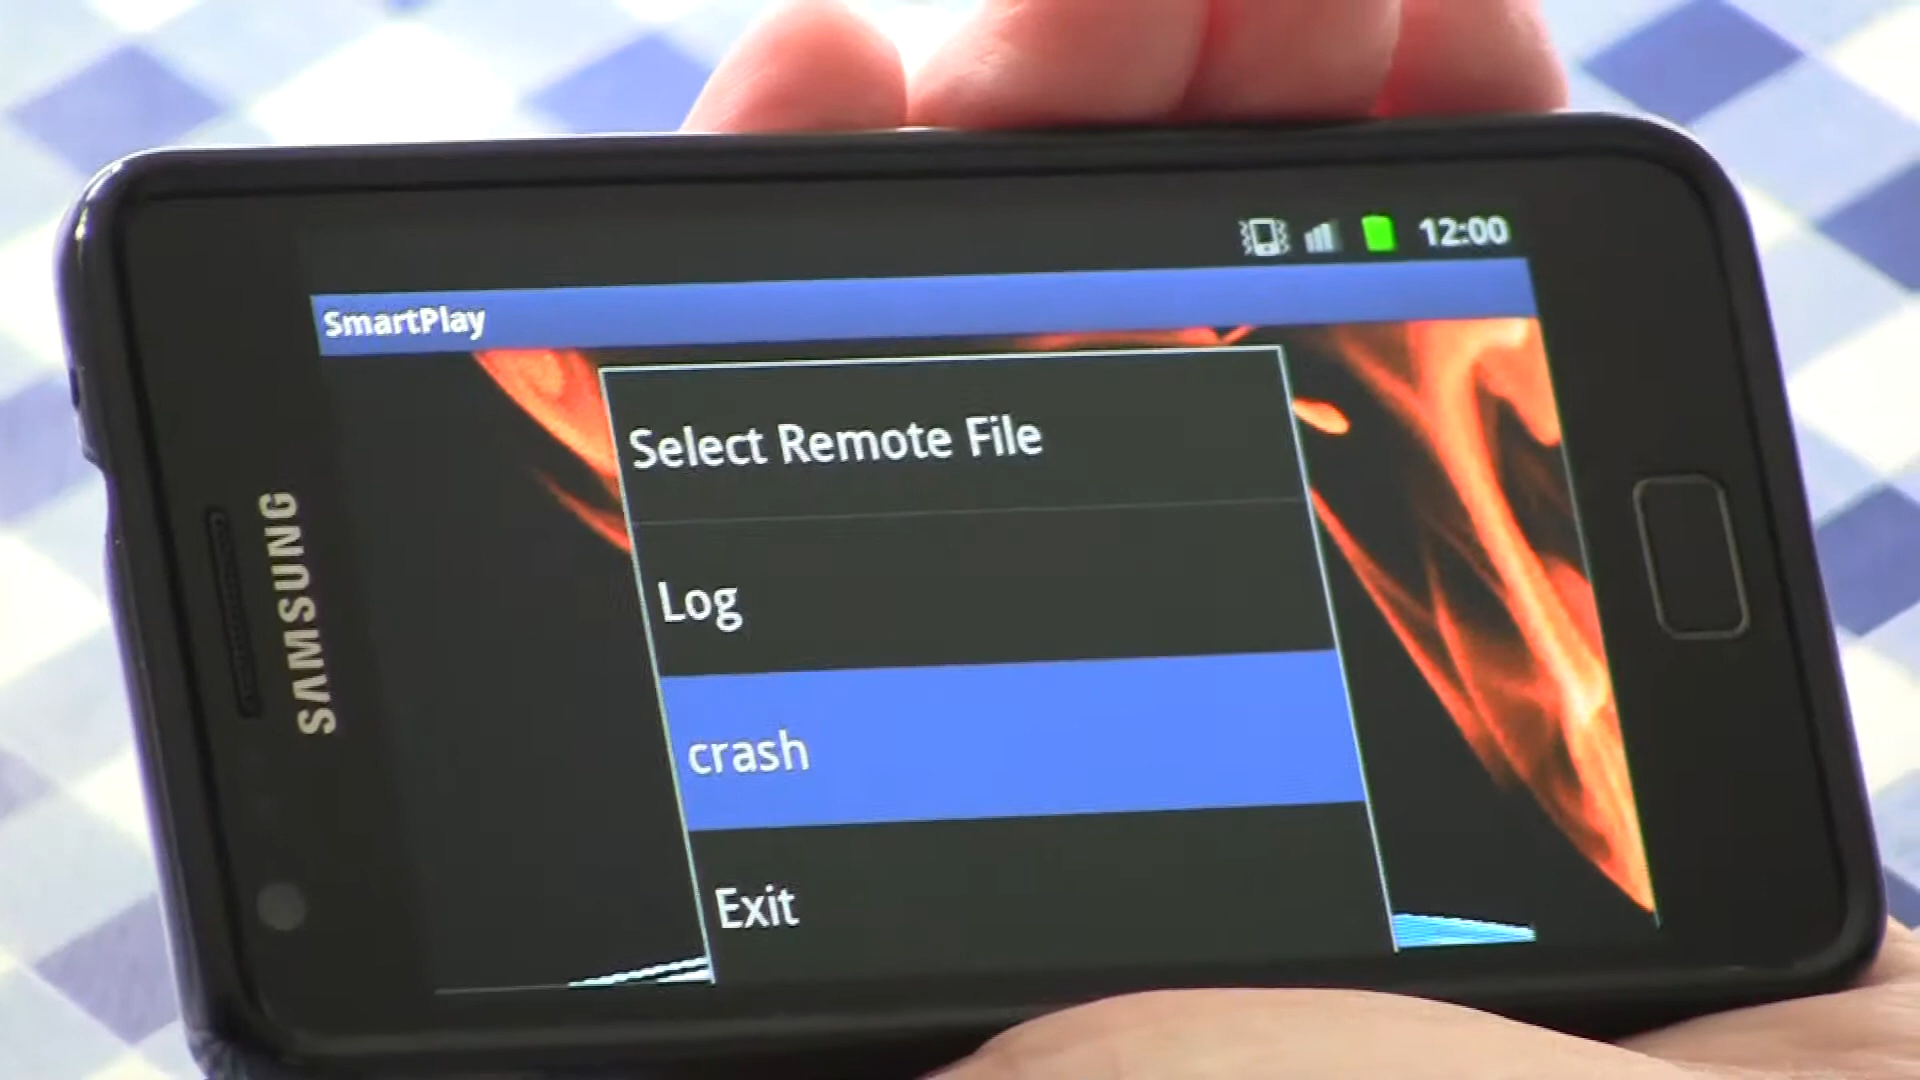 12:00
SmartPlay
Select Remote File
Log
crash
Exit
SAMSUNG